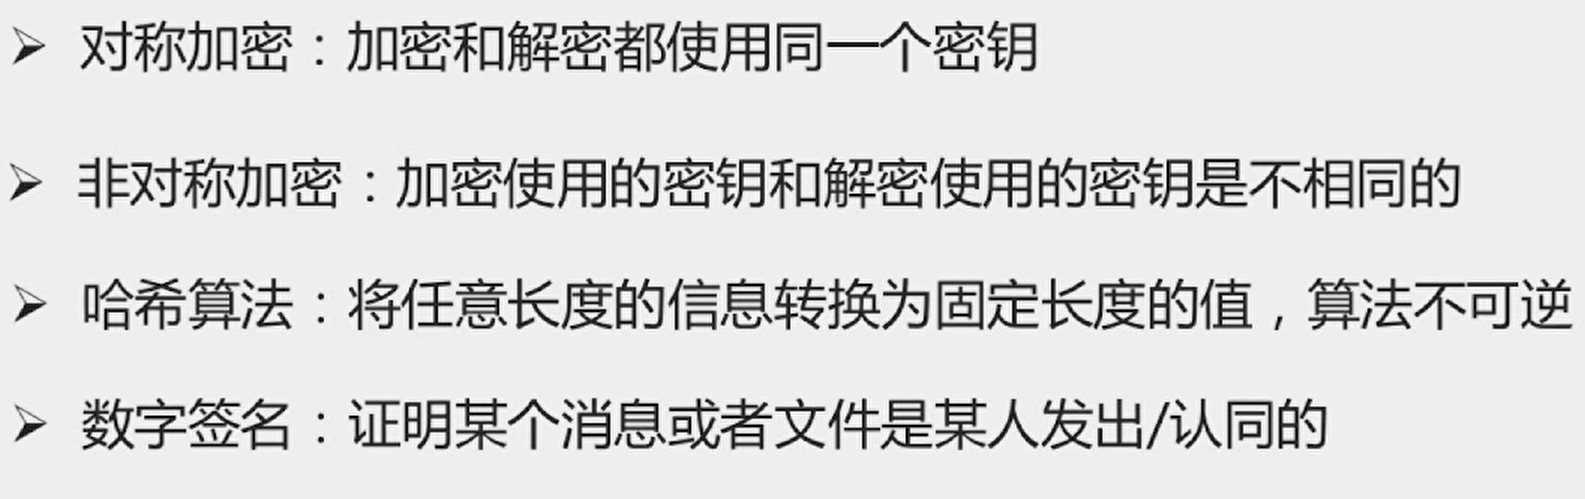 ➢ 对称加密：加密和解密都使用同一个密钥
➢ 非对称加密：加密使用的密钥和解密使用的密钥是不相同的
➢ 哈希算法：将任意长度的信息转换为固定长度的值，算法不可逆
➢ 数字签名：证明某个消息或者文件是某人发出/认同的